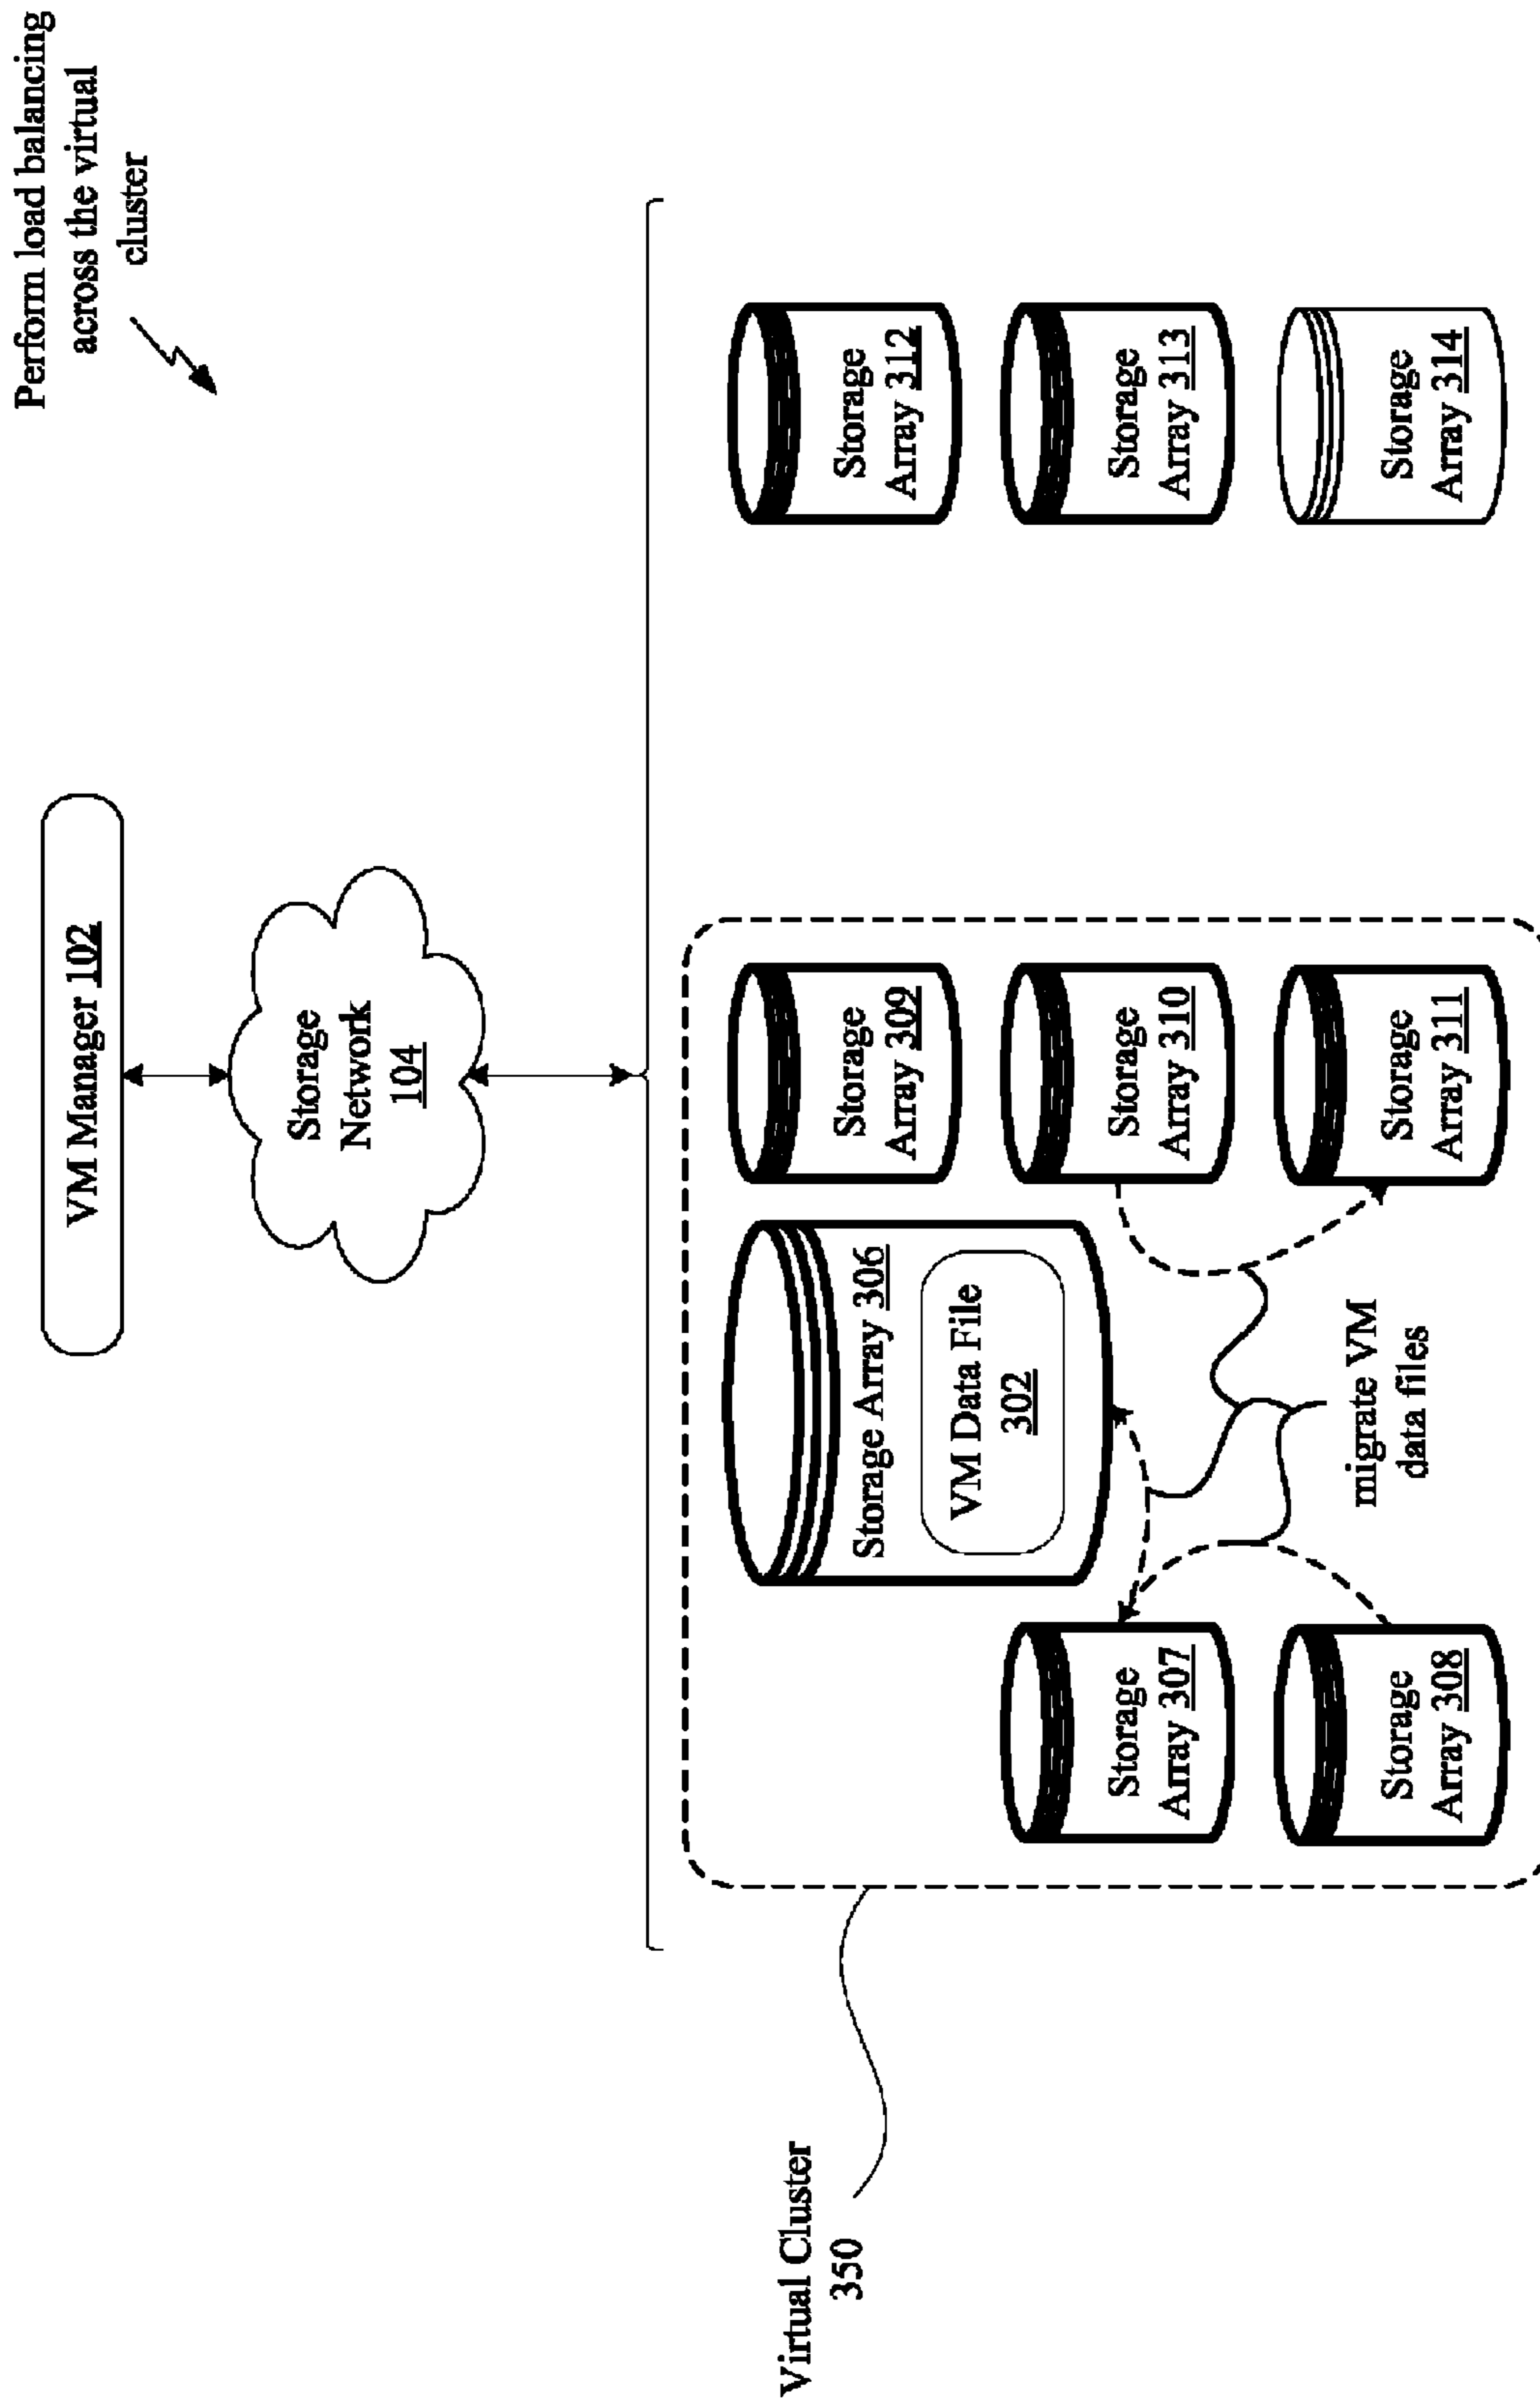 Perform load balancing
across the virtual
cluster
VM Manager 102
Storage
Network
104
Virtual Cluster
350
Storage Array 306
VM Data File
302
Storage
Array 307
Storage
Array 308
Storage
Array 309
Storage
Array 310
Storage
Array 311
migrate VM
data files
Storage
Array 312
Storage
Array 313
Storage
Array 314